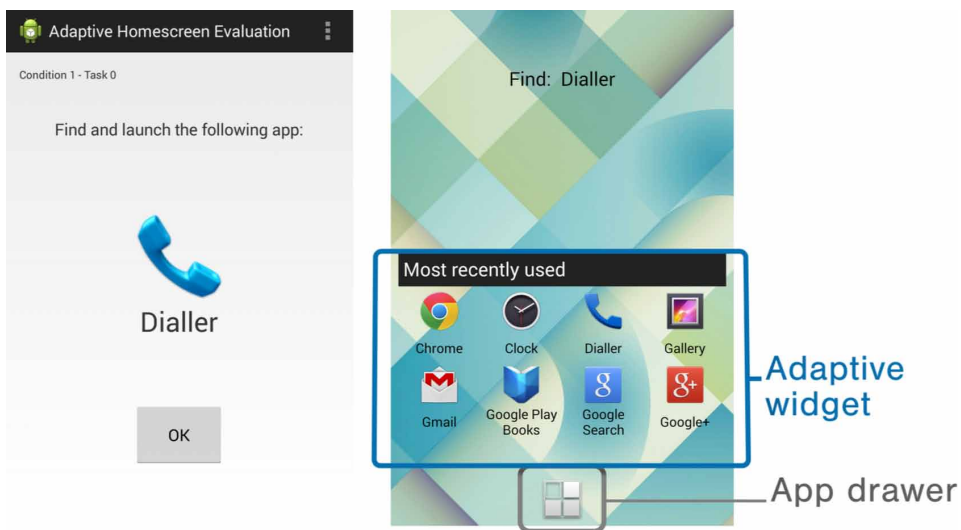 Adaptive Homescreen Evaluation
Condition 1 - Task 0
Find and launch the following app:
Dialler
OK
Find: Dialler
Most recently used
Chrome Clock Dialler Gallery
Gmail Google Play Books Google Search Google+
Adaptive
widget
App drawer